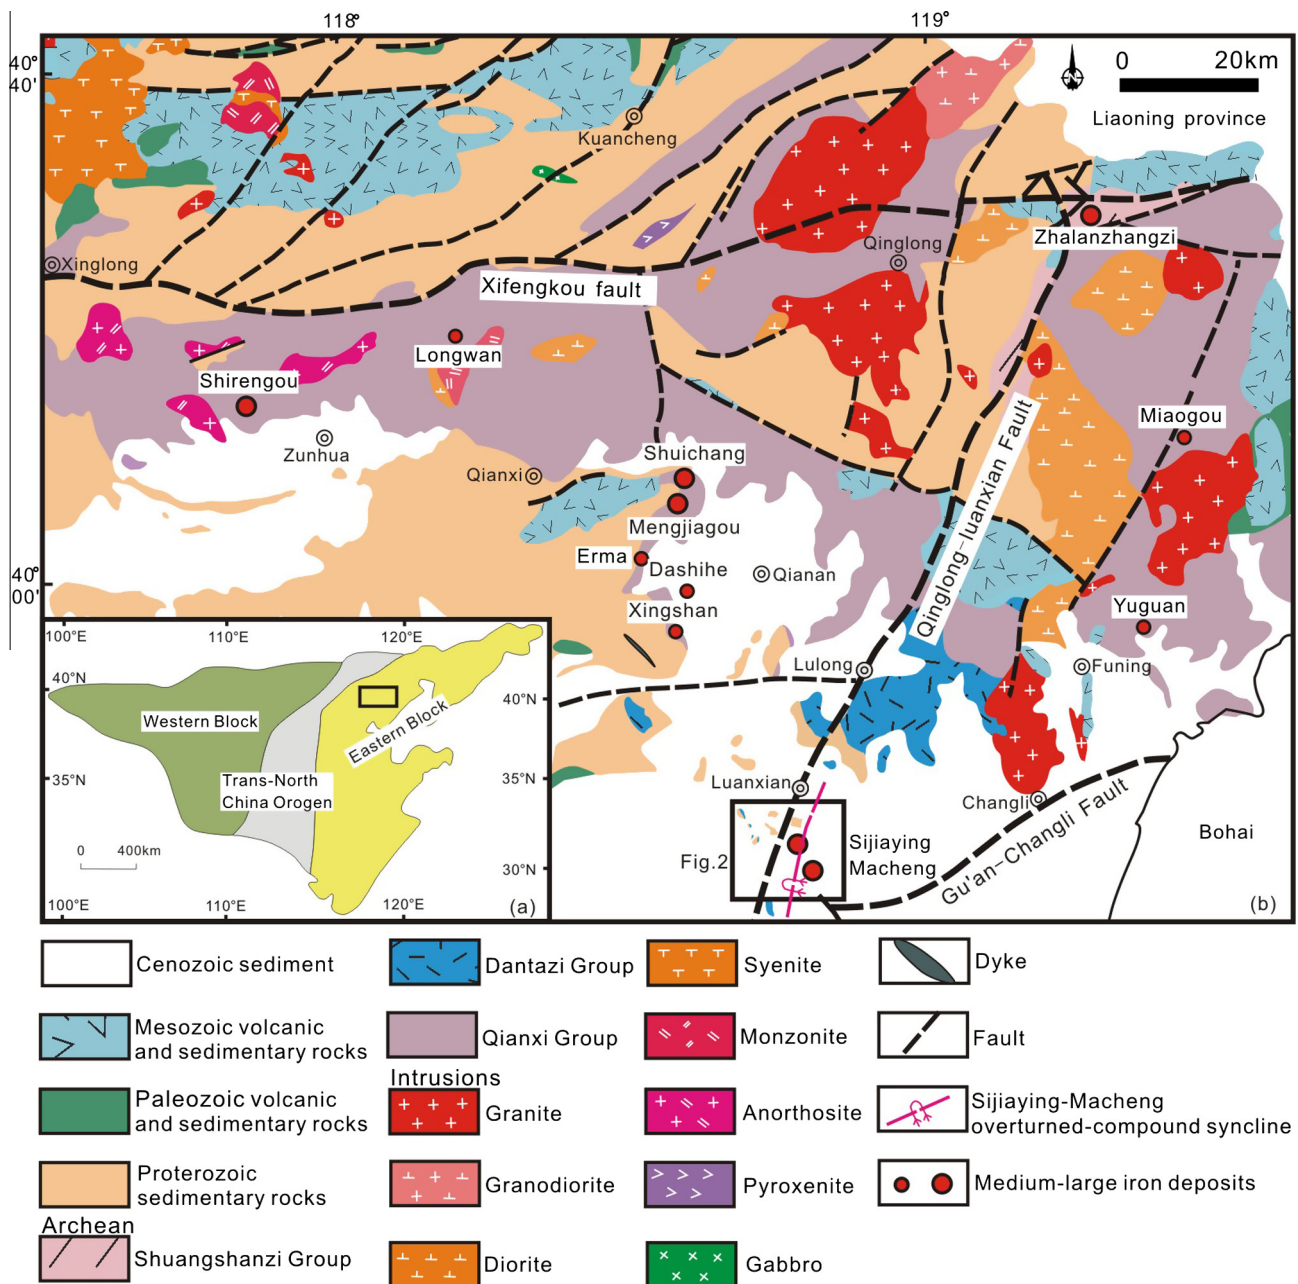 118°
119°
40°
40'
0
20km
N
Liaoning province
Kuancheng
Zhalanzhangzi
Qinglong
Xinglong
Xifengkou fault
Longwan
Shirengou
Zunhua
Qianxi
Shuichang
Mengjiagou
Erma
Dashihe
Qianan
Xingshan
Miaogou
Qinglong-luanxian Fault
40°
00'
Yuguan
Lulong
Funing
Luanxian
Changli
Gu'an-Changli Fault
Bohai
Fig.2
Sijiaying
Macheng
(b)
100°E
110°E
120°E
40°N
40°N
Western Block
Eastern Block
Trans-North
China Orogen
35°N
35°N
0
400km
30°N
100°E
110°E
120°E
(a)
Cenozoic sediment
Mesozoic volcanic
and sedimentary rocks
Paleozoic volcanic
and sedimentary rocks
Proterozoic
sedimentary rocks
Archean
Shuangshanzi Group
Dantazi Group
Qianxi Group
Intrusions
Granite
Granodiorite
Diorite
Syenite
Monzonite
Anorthosite
Pyroxenite
Gabbro
Dyke
Fault
Sijiaying-Macheng
overturned-compound syncline
Medium-large iron deposits